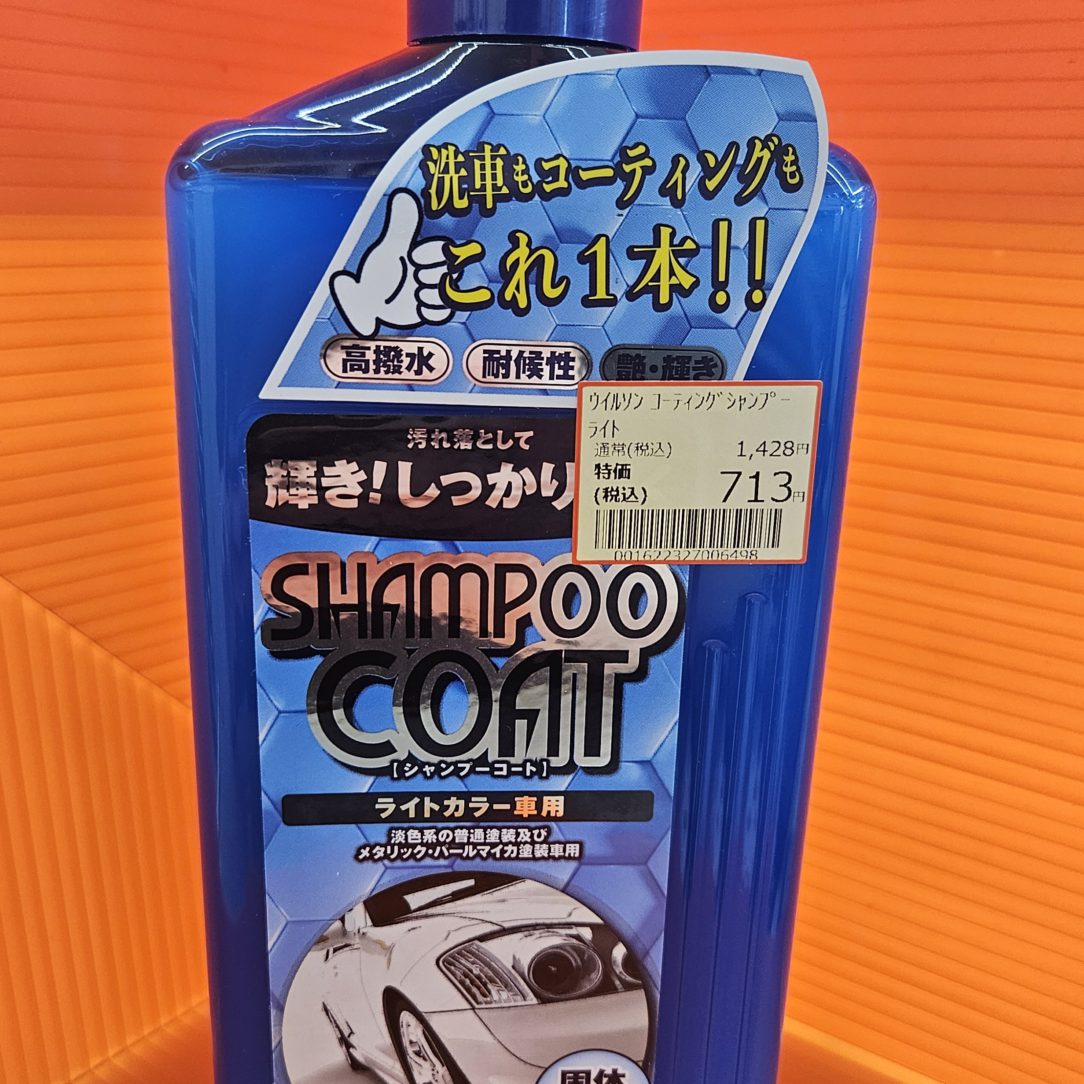 洗車もコーティングも
これ1本!!
高撥水 耐候性 艶・輝き
ウイルソン コーティングシャンプー
ライト
通常(税込) 1,428円
特価
(税込) 713円
0016222327006498
汚れ落として
輝き!しっかり
SHAMPOO
COAT
【シャンプーコート】
ライトカラー車用
淡色系の普通塗装及び
メタリック・パールマイカ塗装車用
固体